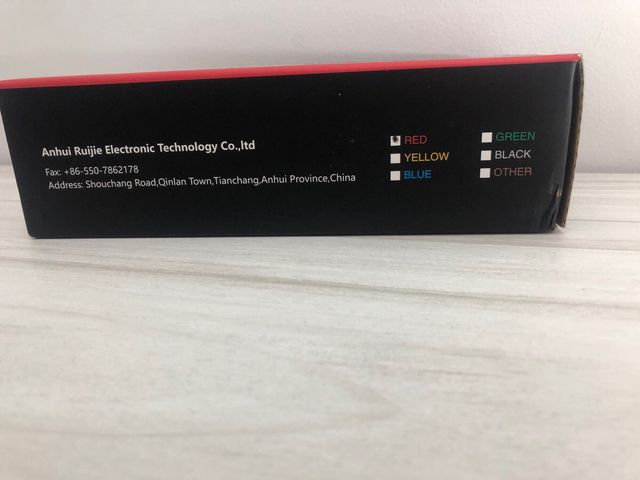 Anhui Ruijie Electronic Technology Co.,ltd
Fax: +86-550-7862178
Address: Shouchang Road,Qinlan Town,Tianchang,Anhui Province,China
RED
YELLOW
BLUE
GREEN
BLACK
OTHER